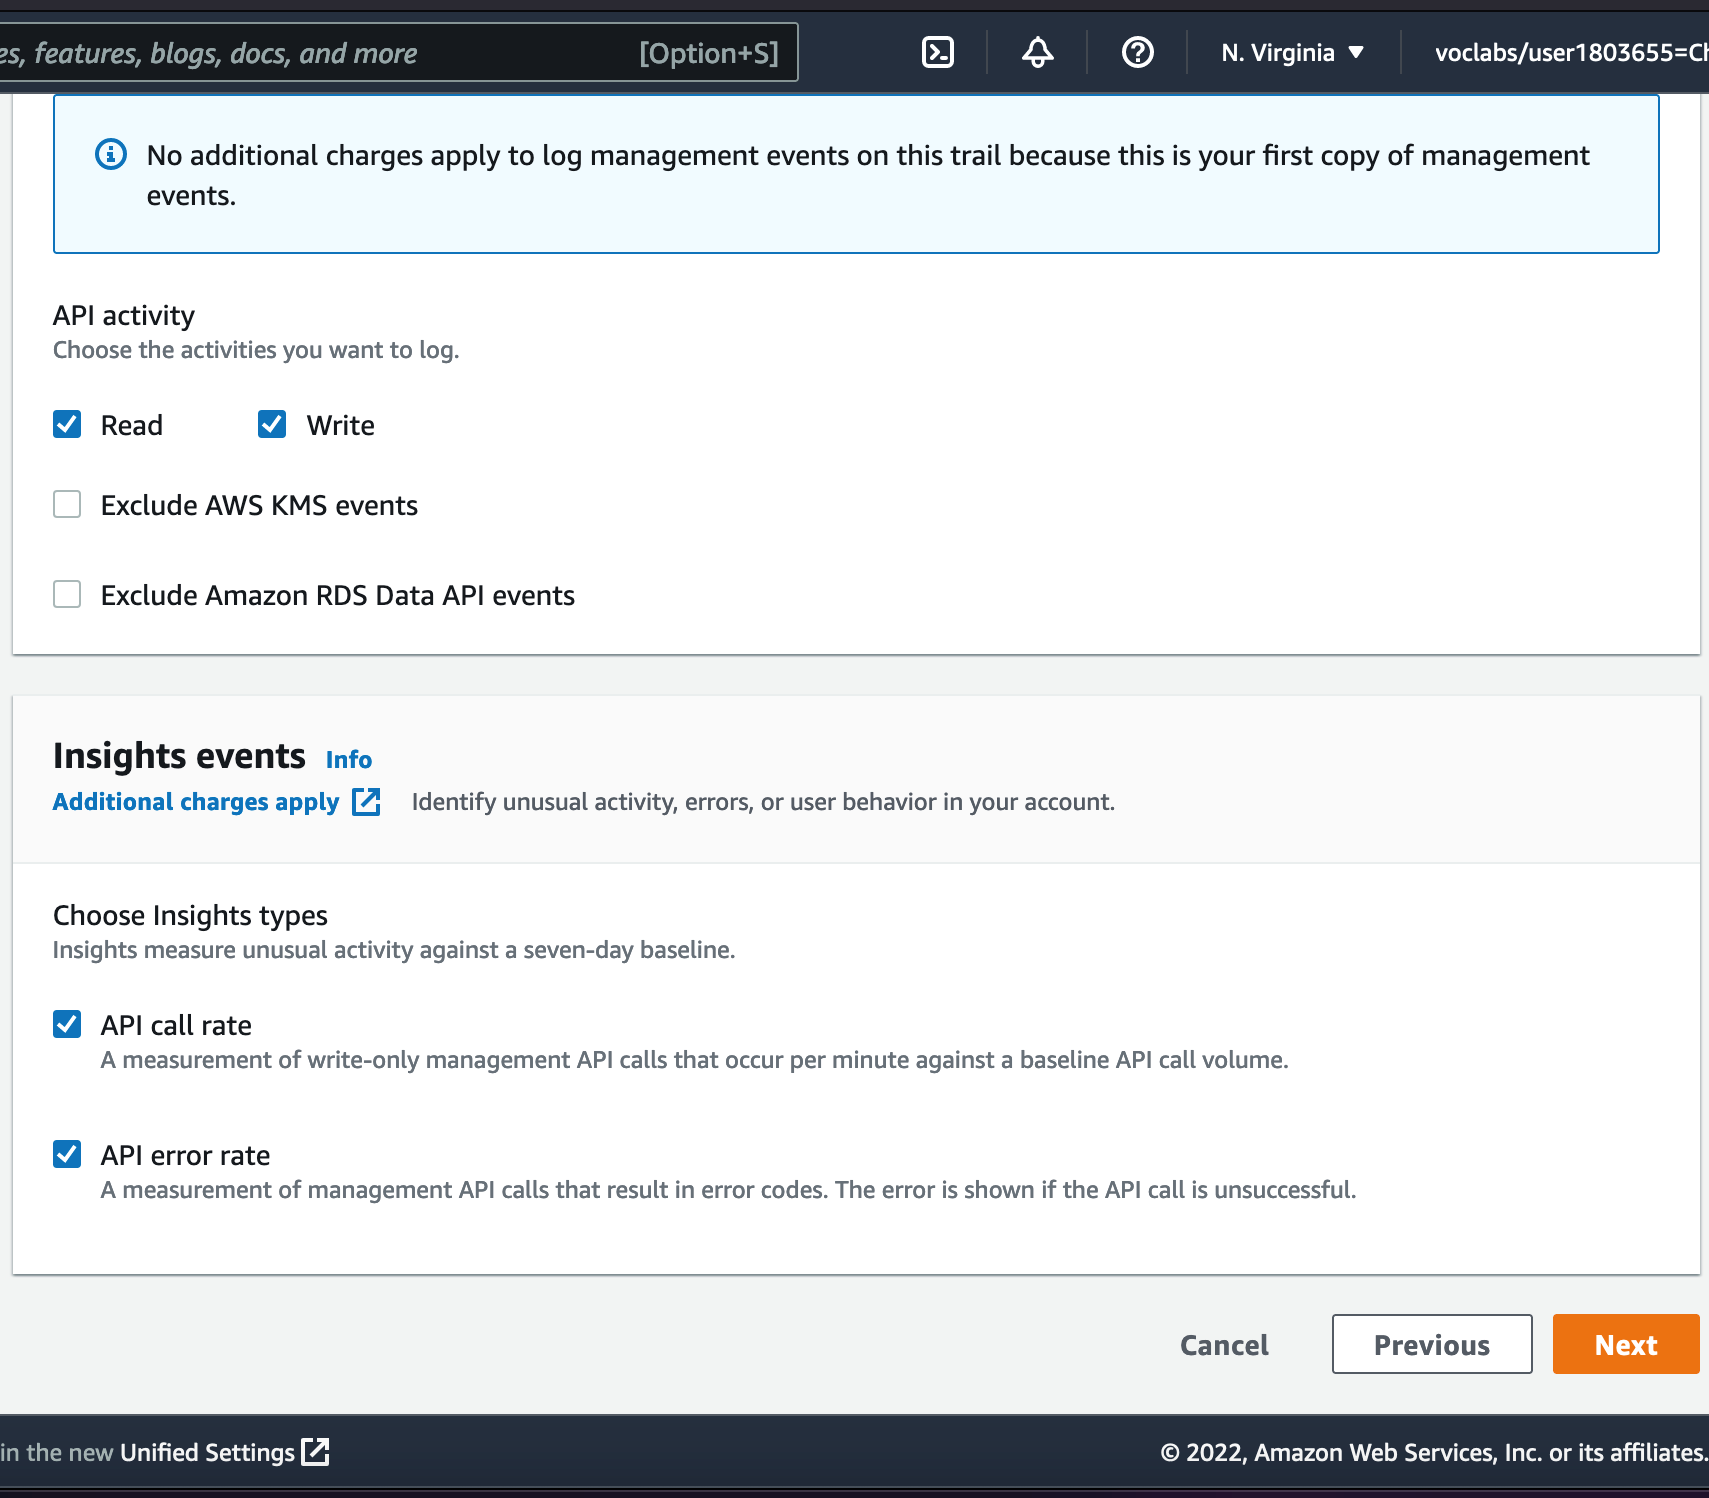 features, blogs, docs, and more [Option+S] N. Virginia voclabs/user1803655=
No additional charges apply to log management events on this trail because this is your first copy of management
events.
API activity
Choose the activities you want to log.
Read Write
Exclude AWS KMS events
Exclude Amazon RDS Data API events
Insights events Info
Additional charges apply Identify unusual activity, errors, or user behavior in your account.
Choose Insights types
Insights measure unusual activity against a seven-day baseline.
API call rate
A measurement of write-only management API calls that occur per minute against a baseline API call volume.
API error rate
A measurement of management API calls that result in error codes. The error is shown if the API call is unsuccessful.
Cancel Previous Next
in the new Unified Settings © 2022, Amazon Web Services, Inc. or its affiliates.